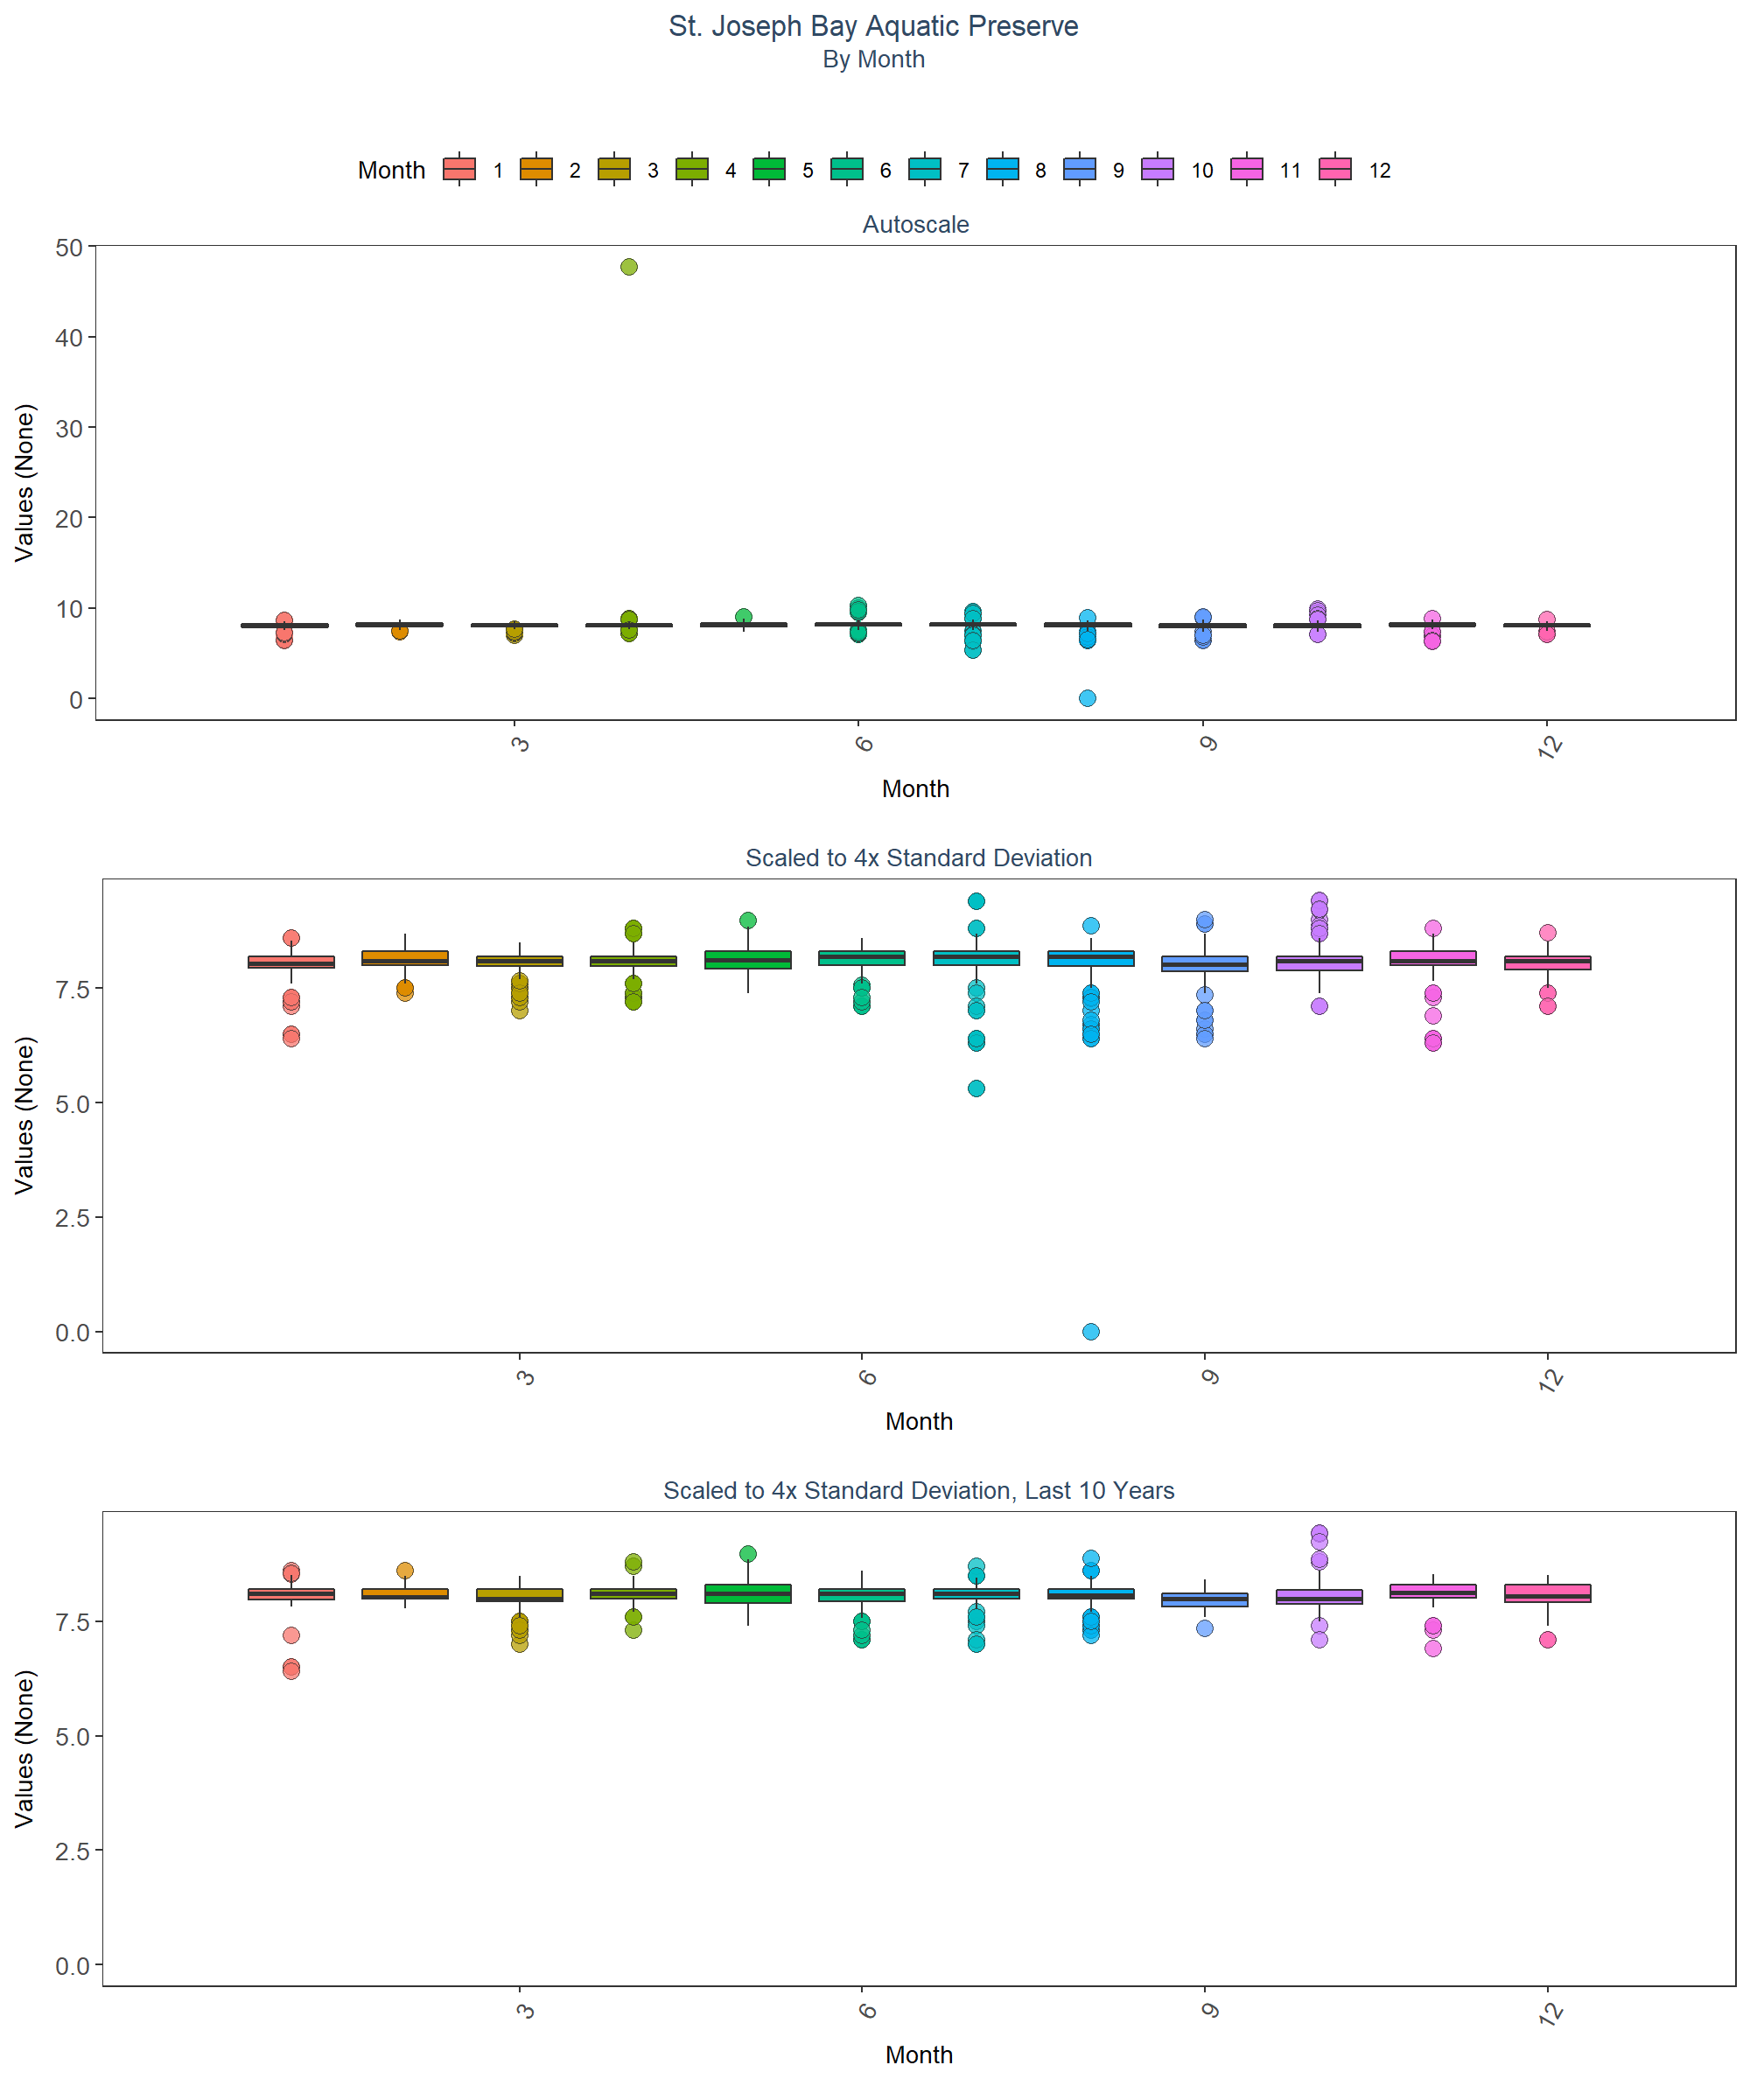 St. Joseph Bay Aquatic Preserve
By Month
Month 1 2 3 4 5 6 7 8 9 10 11 12
Autoscale
Values (None)
50
40
30
20
10
0
3 6 9 12
Month
Scaled to 4x Standard Deviation
Values (None)
7.5
5.0
2.5
0.0
3 6 9 12
Month
Scaled to 4x Standard Deviation, Last 10 Years
Values (None)
7.5
5.0
2.5
0.0
3 6 9 12
Month